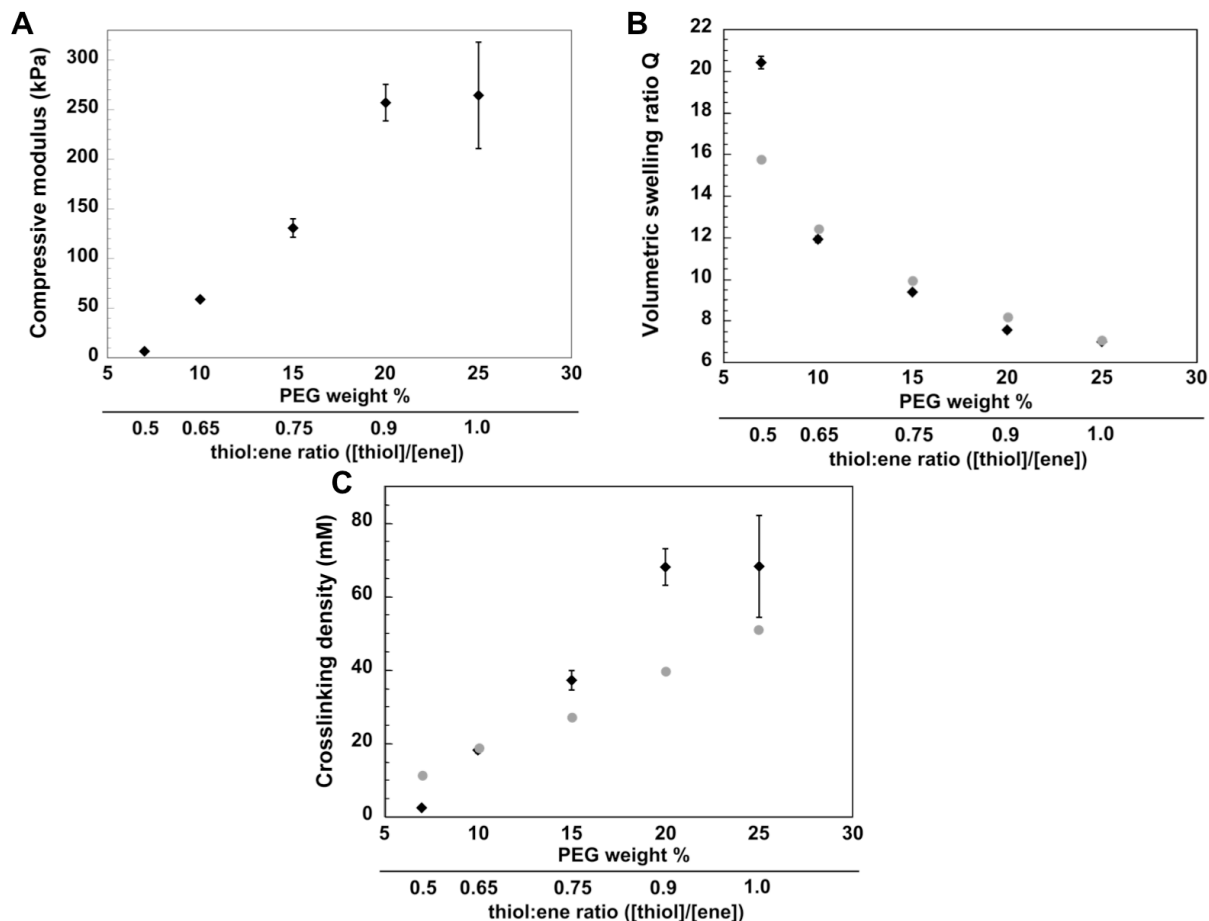 A
Compressive modulus (kPa)
300
250
200
150
100
50
0
5 10 15 20 25 30
PEG weight %
0.5 0.65 0.75 0.9 1.0
thiol:ene ratio ([thiol]/[ene])
B
Volumetric swelling ratio Q
22
20
18
16
14
12
10
8
6
5 10 15 20 25 30
PEG weight %
0.5 0.65 0.75 0.9 1.0
thiol:ene ratio ([thiol]/[ene])
C
Crosslinking density (mM)
80
60
40
20
0
5 10 15 20 25 30
PEG weight %
0.5 0.65 0.75 0.9 1.0
thiol:ene ratio ([thiol]/[ene])